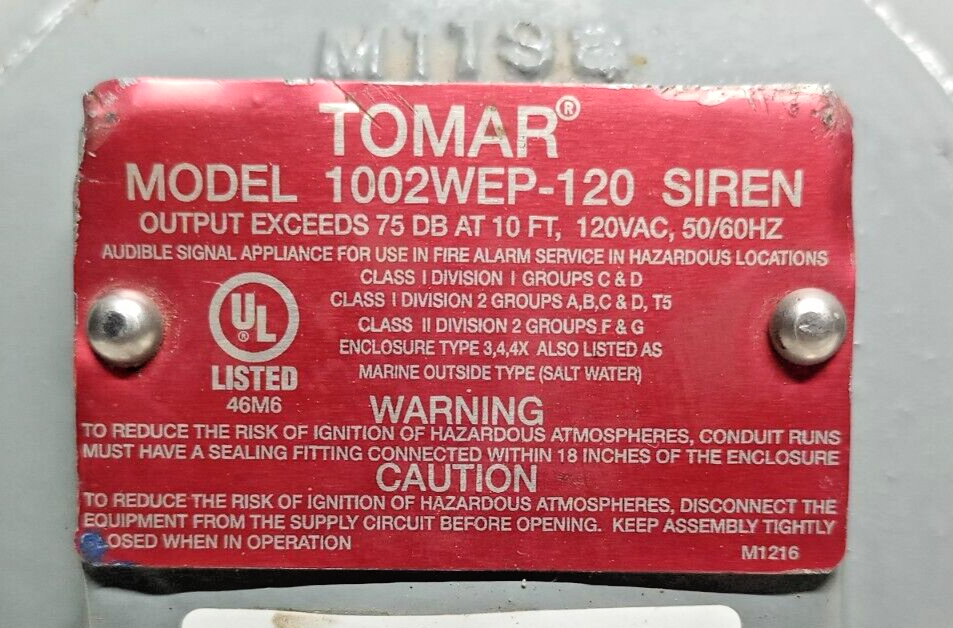 M1198
TOMAR®
MODEL 1002WEP-120 SIREN
OUTPUT EXCEEDS 75 DB AT 10 FT, 120VAC, 50/60HZ
AUDIBLE SIGNAL APPLIANCE FOR USE IN FIRE ALARM SERVICE IN HAZARDOUS LOCATIONS
CLASS I DIVISION I GROUPS C & D
CLASS I DIVISION 2 GROUPS A,B,C & D, T5
CLASS II DIVISION 2 GROUPS F & G
ENCLOSURE TYPE 3,4,4X ALSO LISTED AS
MARINE OUTSIDE TYPE (SALT WATER)
UL®
LISTED
46M6
WARNING
TO REDUCE THE RISK OF IGNITION OF HAZARDOUS ATMOSPHERES, CONDUIT RUNS
MUST HAVE A SEALING FITTING CONNECTED WITHIN 18 INCHES OF THE ENCLOSURE
CAUTION
TO REDUCE THE RISK OF IGNITION OF HAZARDOUS ATMOSPHERES, DISCONNECT THE
EQUIPMENT FROM THE SUPPLY CIRCUIT BEFORE OPENING. KEEP ASSEMBLY TIGHTLY
CLOSED WHEN IN OPERATION
M1216